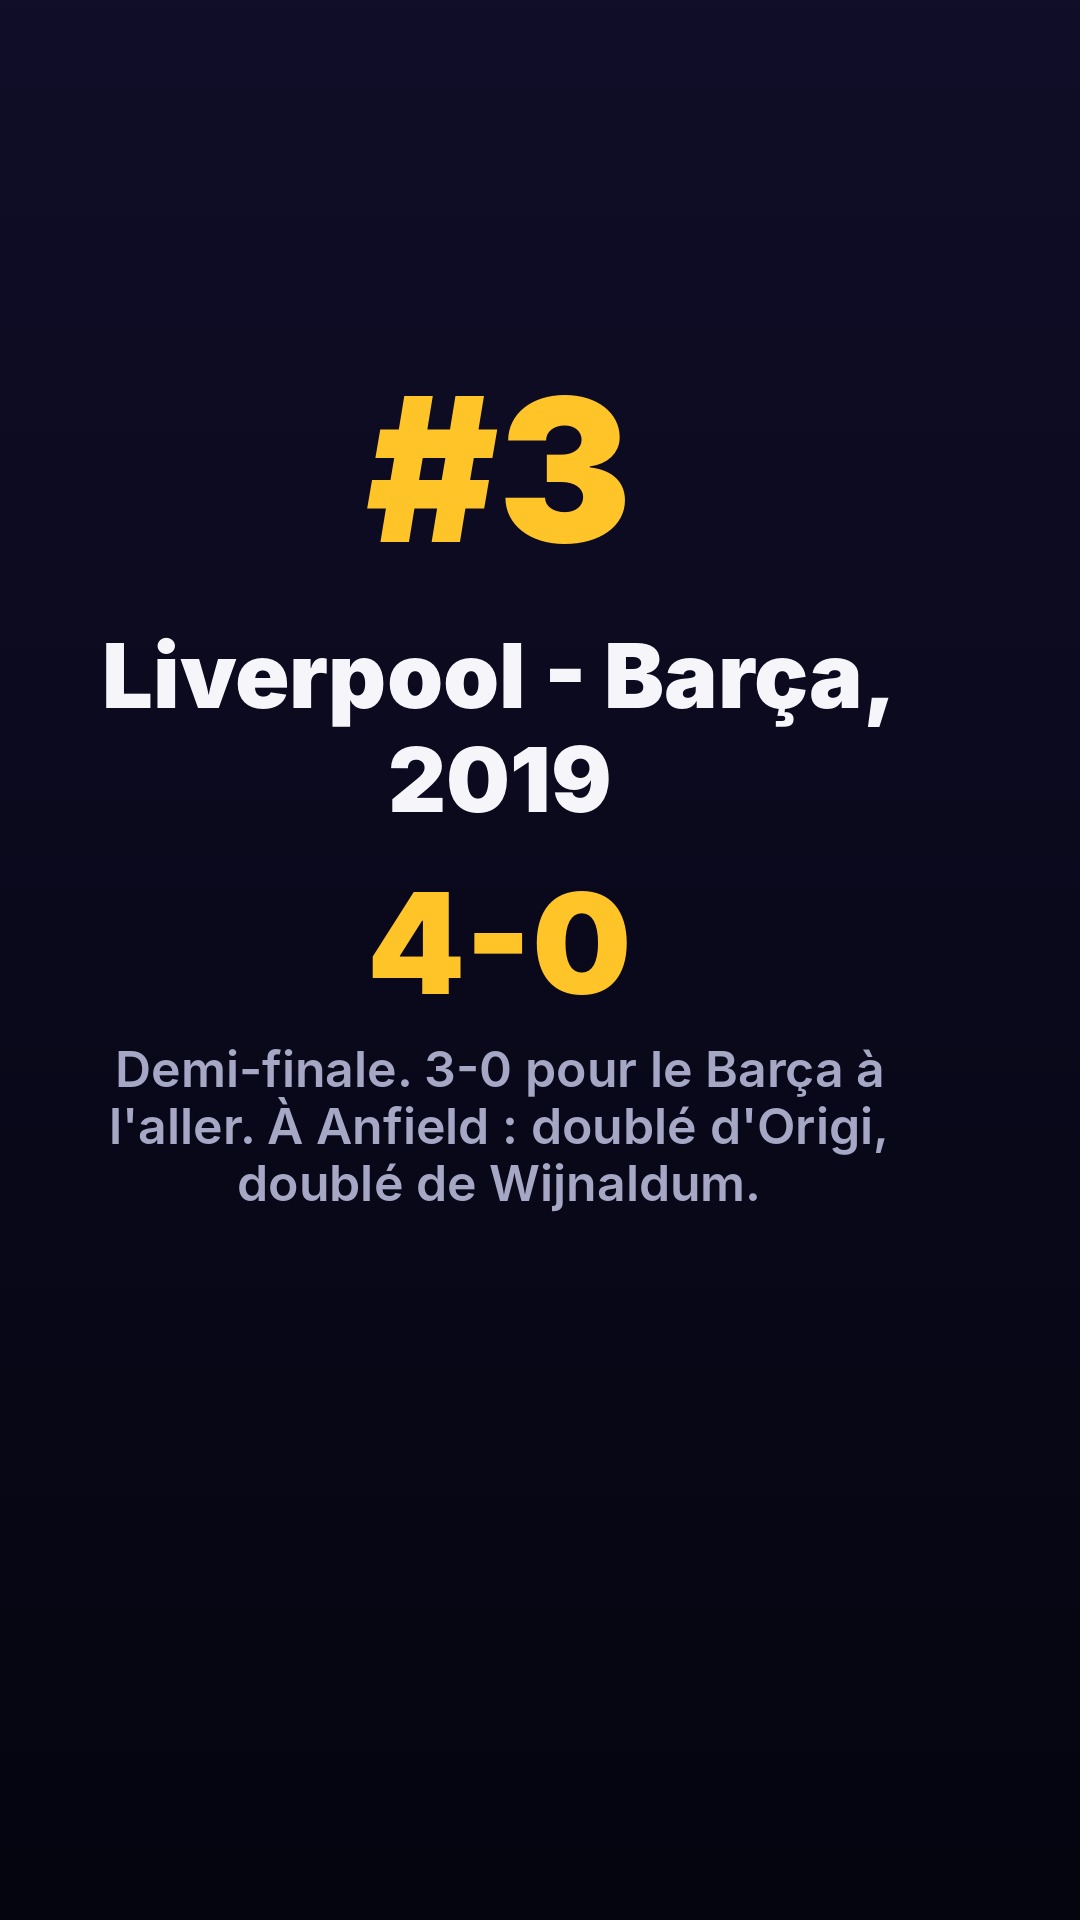 #3
Liverpool - Barça,
2019
4-0
Demi-finale. 3-0 pour le Barça à
l'aller. À Anfield : doublé d'Origi,
doublé de Wijnaldum.